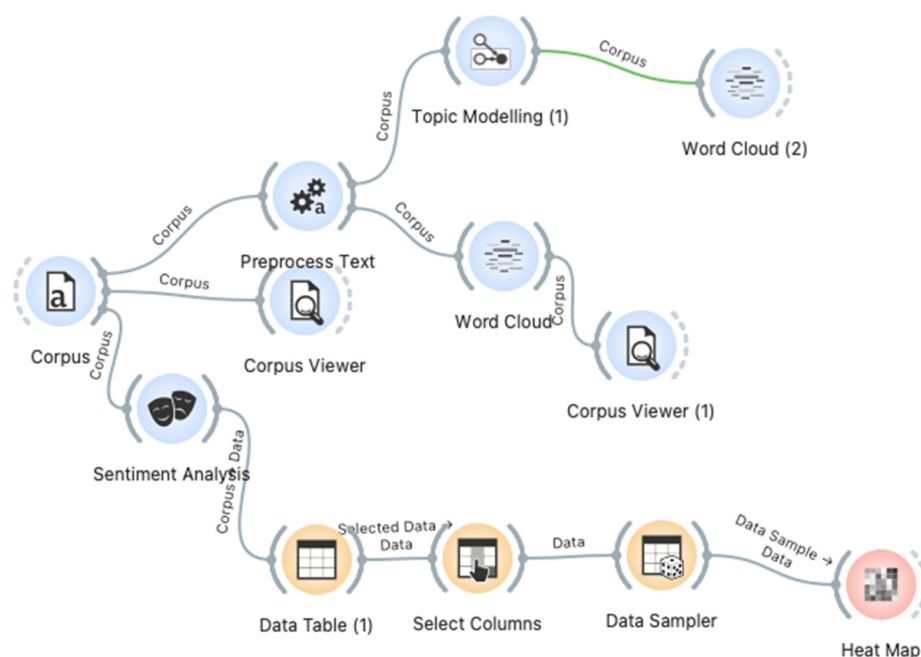 Corpus
Topic Modelling (1)
Word Cloud (2)
Corpus
Corpus
Corpus
Preprocess Text
Corpus
Corpus
Word Cloud
Corpus
a
a
Corpus
Corpus Viewer
Corpus
Corpus Viewer (1)
Sentiment Analysis
Corpus → Data
Selected Data →
Data
Data
Data Sample →
Data
Data Table (1)
Select Columns
Data Sampler
Heat Map